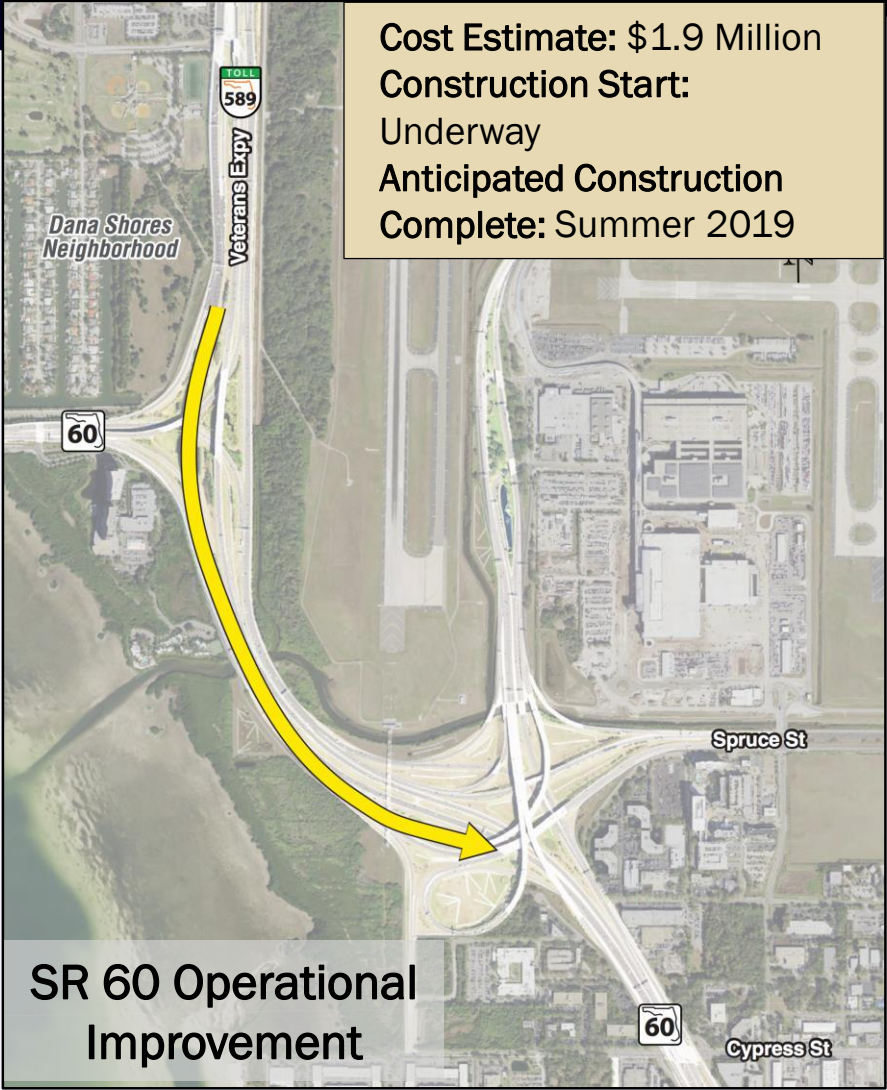 Cost Estimate: $1.9 Million
Construction Start:
Underway
Anticipated Construction
Complete: Summer 2019
TOLL
589
Veterans Expy
Dana Shores
Neighborhood
60
Spruce St
SR 60 Operational
Improvement
60
Cypress St